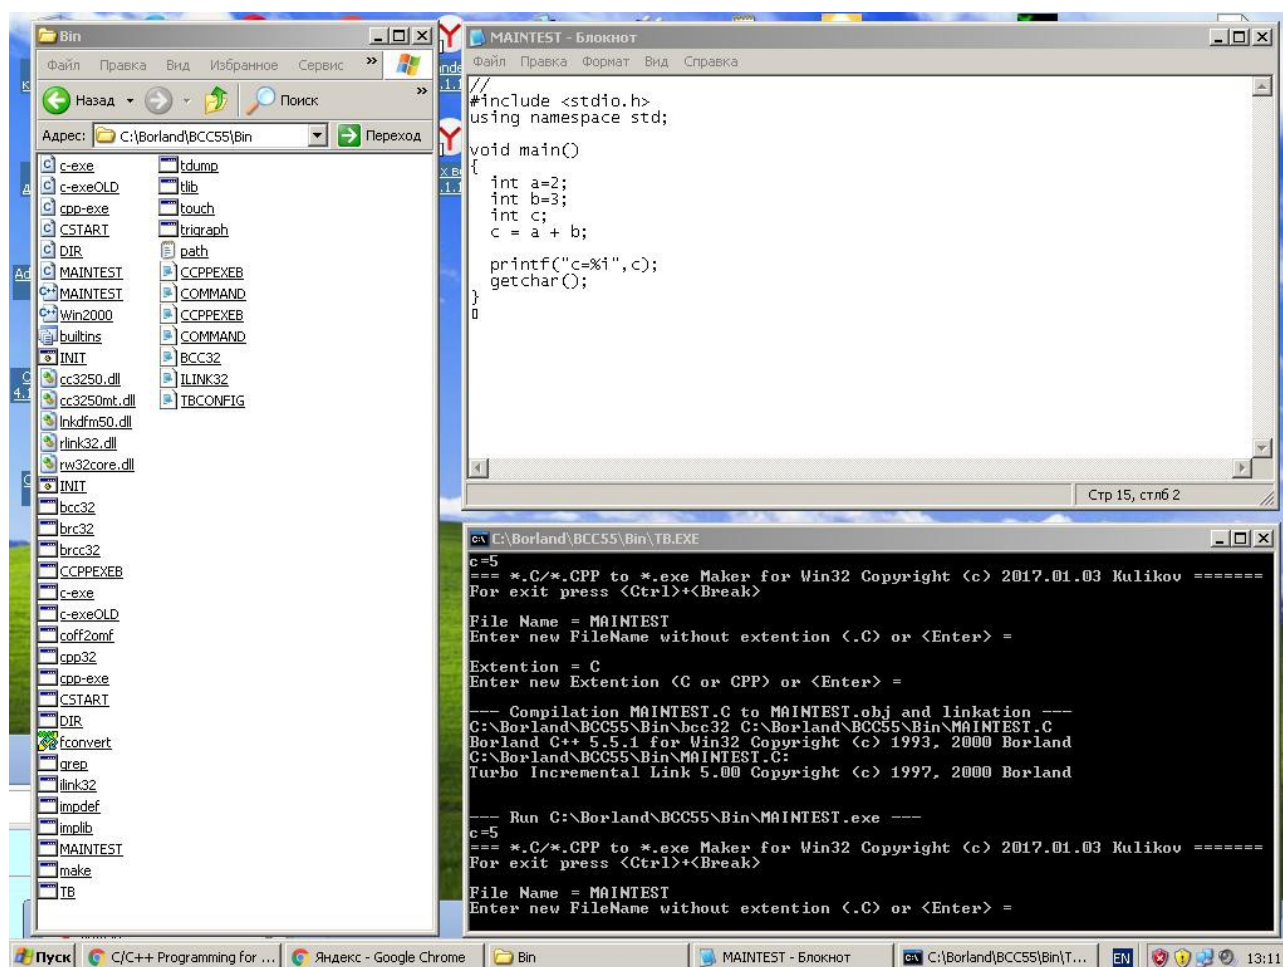 Bin
Файл Правка Вид Избранное Сервис »
Назад Поиск »
Адрес: C:\Borland\BCC55\Bin Переход
c-exe
c-exeOLD
cpp-exe
CSTART
DIR
MAINTEST
MAINTEST
Win2000
builtins
INIT
cc3250.dll
cc3250mt.dll
lnkdfm50.dll
rlink32.dll
rw32core.dll
INIT
bcc32
brc32
brcc32
CCPPEXEB
c-exe
c-exeOLD
coff2omf
cpp32
cpp-exe
CSTART
DIR
fconvert
grep
ilink32
impdef
implib
MAINTEST
make
TB
tdump
tlib
touch
trigraph
path
CCPPEXEB
COMMAND
CCPPEXEB
COMMAND
BCC32
ILINK32
TBCONFIG
MAINTEST - Блокнот
Файл Правка Формат Вид Справка
//
#include <stdio.h>
using namespace std;
void main()
{
int a=2;
int b=3;
int c;
c = a + b;
printf("c=%i",c);
getchar();
}
Стр 15, стлб 2
C:\Borland\BCC55\Bin\TB.EXE
c=5
=== *.C/*.CPP to *.exe Maker for Win32 Copyright (c) 2017.01.03 Kulikov =======
For exit press <Ctrl>+<Break>
File Name = MAINTEST
Enter new FileName without extention (.C) or <Enter> =
Extention = C
Enter new Extention (C or CPP) or <Enter> =
--- Compilation MAINTEST.C to MAINTEST.obj and linkation ---
C:\Borland\BCC55\Bin\bcc32 C:\Borland\BCC55\Bin\MAINTEST.C
Borland C++ 5.5.1 for Win32 Copyright (c) 1993, 2000 Borland
C:\Borland\BCC55\Bin\MAINTEST.C:
Turbo Incremental Link 5.00 Copyright (c) 1997, 2000 Borland
--- Run C:\Borland\BCC55\Bin\MAINTEST.exe ---
c=5
=== *.C/*.CPP to *.exe Maker for Win32 Copyright (c) 2017.01.03 Kulikov =======
For exit press <Ctrl>+<Break>
File Name = MAINTEST
Enter new FileName without extention (.C) or <Enter> =
Пуск C/C++ Programming for ... Яндекс - Google Chrome Bin MAINTEST - Блокнот C:\Borland\BCC55\Bin\T... EN 13:11